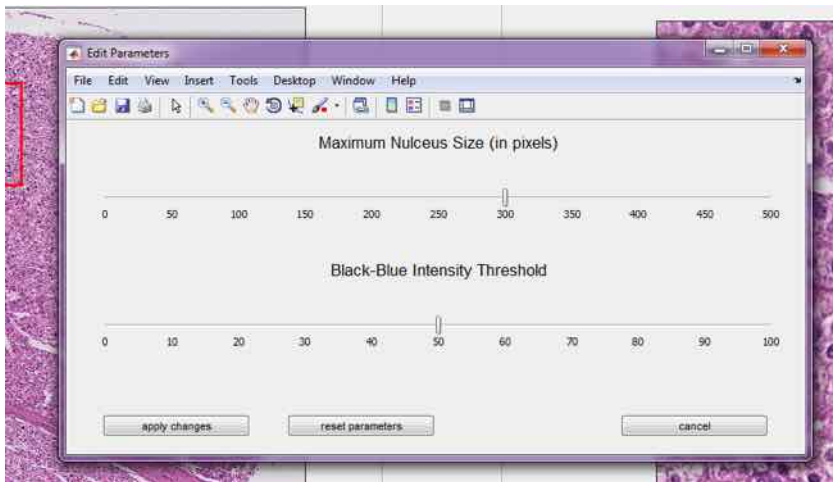 Edit Parameters
File Edit View Insert Tools Desktop Window Help
Maximum Nulceus Size (in pixels)
0 50 100 150 200 250 300 350 400 450 500
Black-Blue Intensity Threshold
0 10 20 30 40 50 60 70 80 90 100
apply changes reset parameters cancel